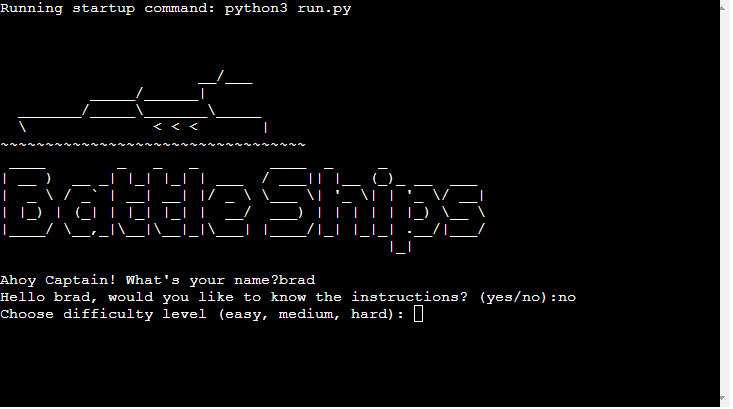 Running startup command: python3 run.py
BattleShips
Ahoy Captain! What's your name?brad
Hello brad, would you like to know the instructions? (yes/no):no
Choose difficulty level (easy, medium, hard):